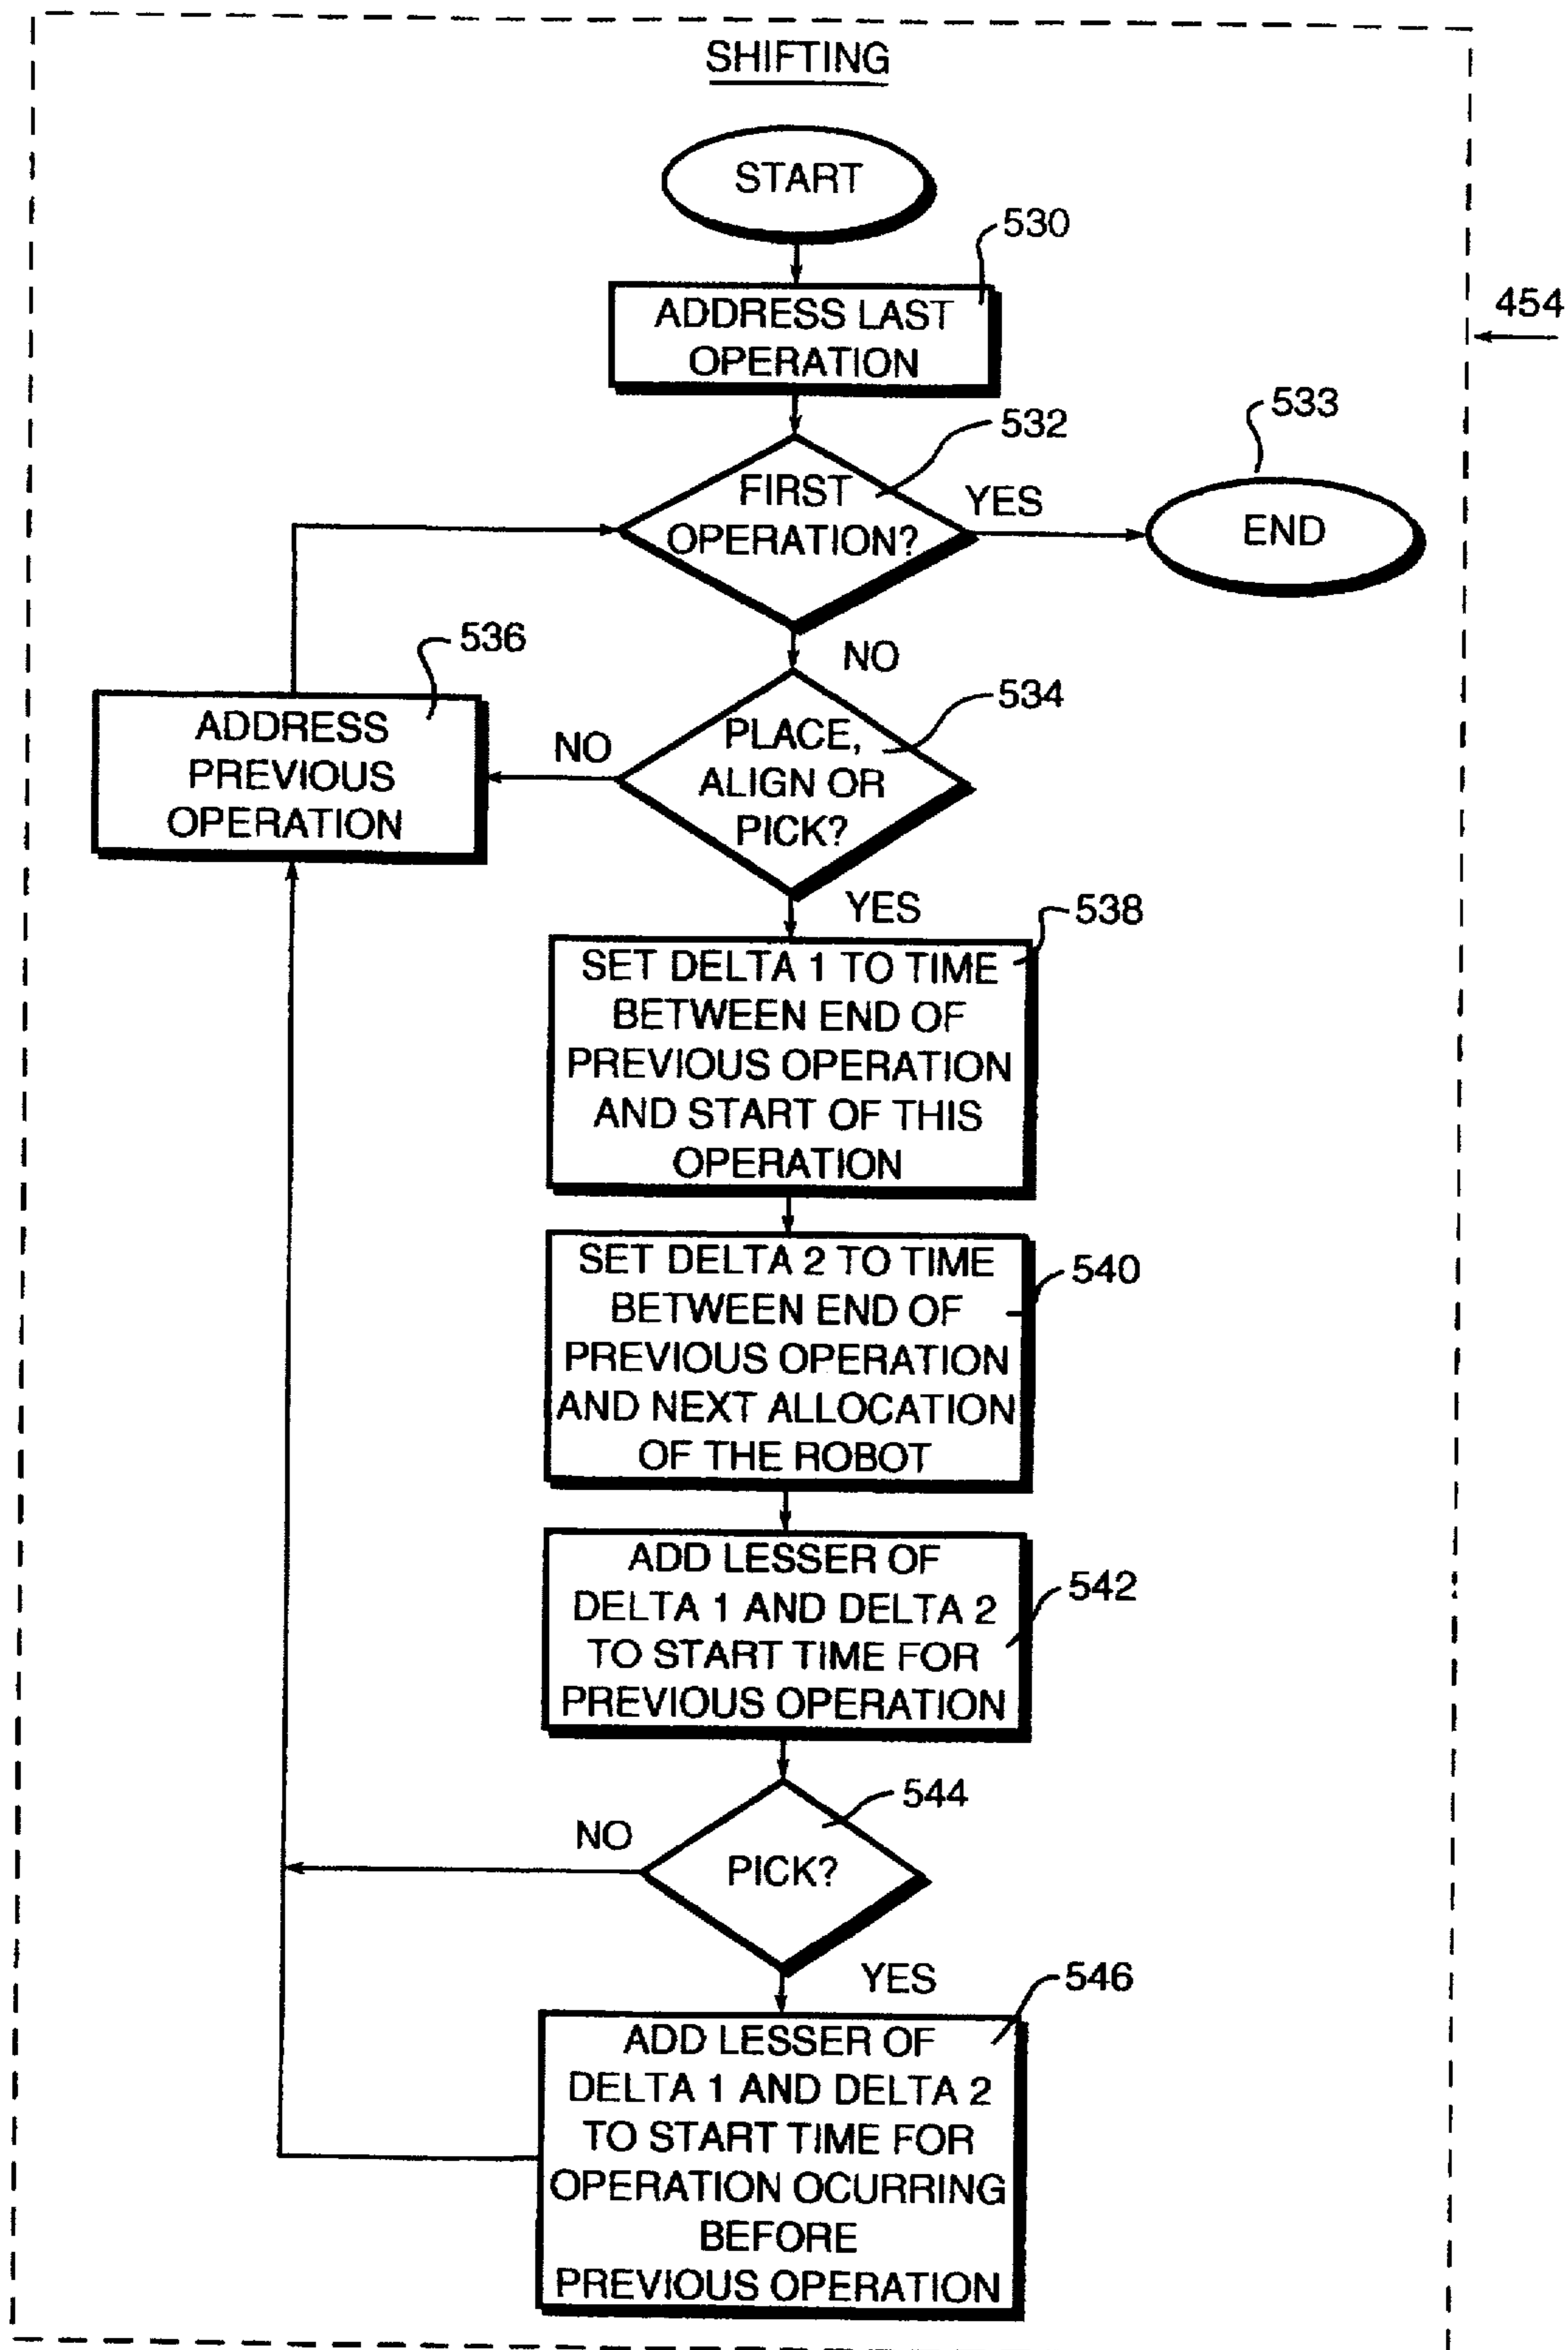 SHIFTING
START
530
ADDRESS LAST
OPERATION
454
532
533
FIRST
OPERATION?
YES
END
NO
536
ADDRESS
PREVIOUS
OPERATION
534
PLACE,
ALIGN OR
PICK?
NO
YES
538
SET DELTA 1 TO TIME
BETWEEN END OF
PREVIOUS OPERATION
AND START OF THIS
OPERATION
540
SET DELTA 2 TO TIME
BETWEEN END OF
PREVIOUS OPERATION
AND NEXT ALLOCATION
OF THE ROBOT
542
ADD LESSER OF
DELTA 1 AND DELTA 2
TO START TIME FOR
PREVIOUS OPERATION
544
NO
PICK?
YES
546
ADD LESSER OF
DELTA 1 AND DELTA 2
TO START TIME FOR
OPERATION OCURRING
BEFORE
PREVIOUS OPERATION